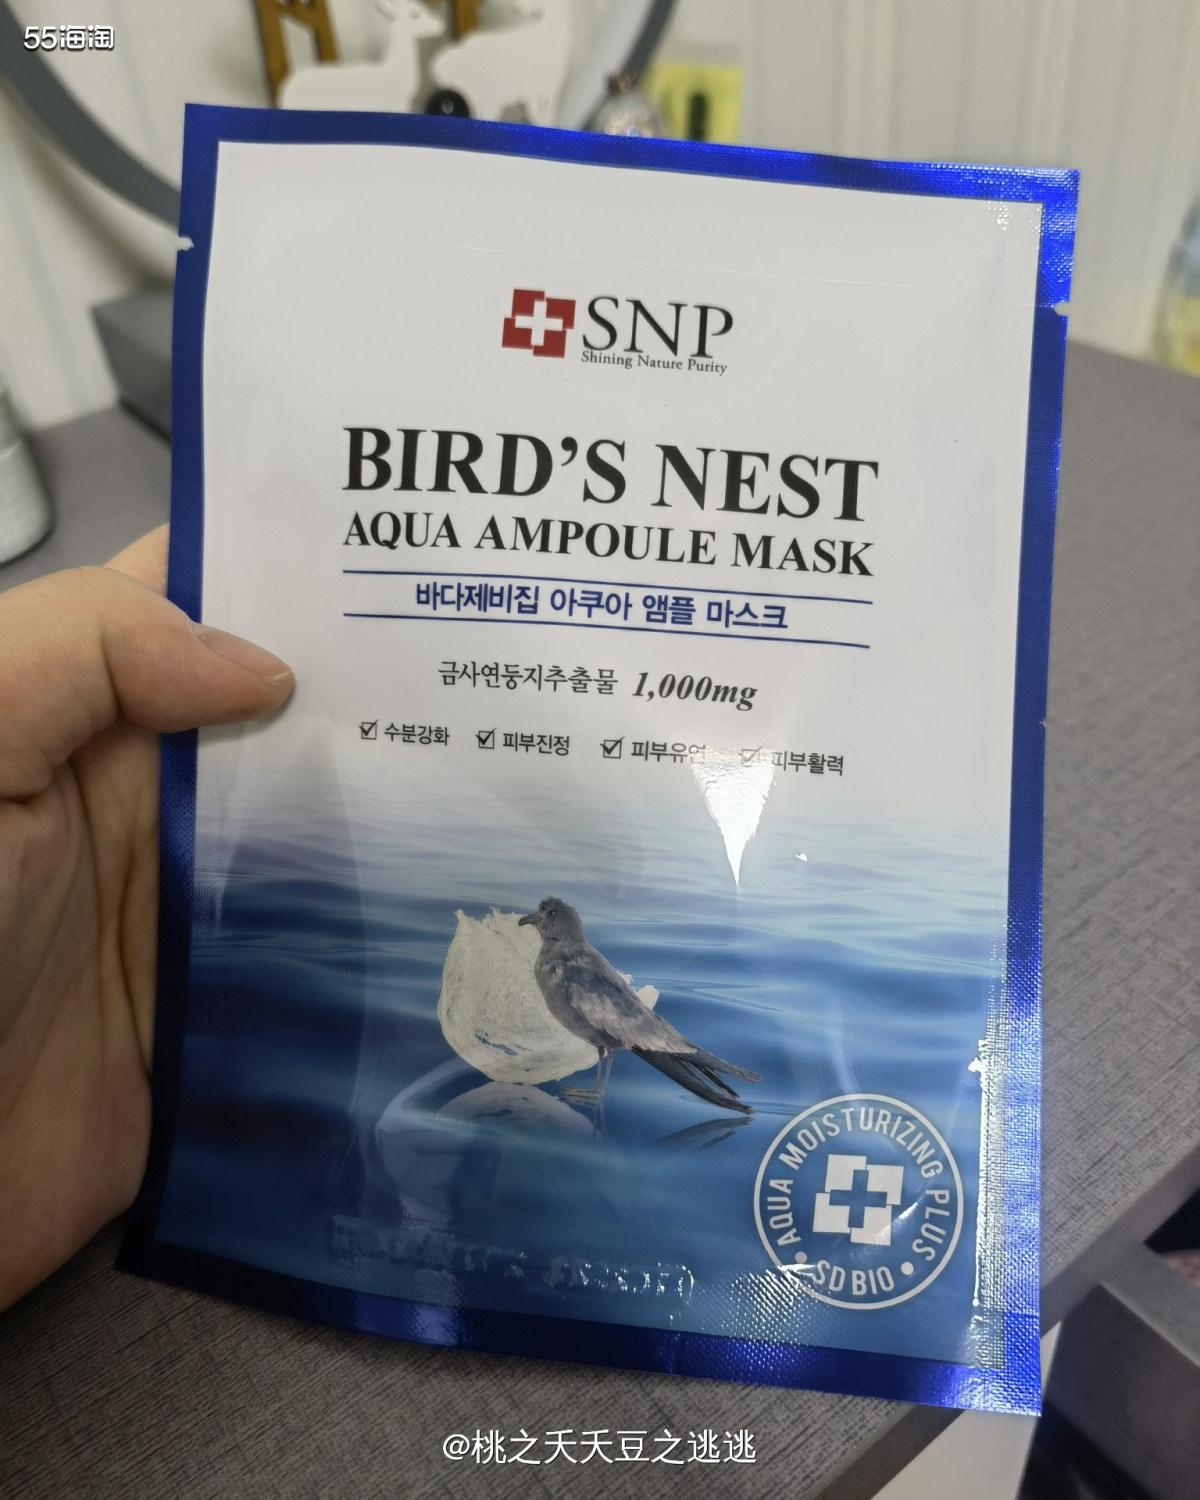 55海淘
SNP
Shining Nature Purity
BIRD’S NEST
AQUA AMPOULE MASK
바다제비집 아쿠아 앰플 마스크
금사연둥지추출물 1,000mg
수분강화 피부진정 피부유연 피부활력
AQUA MOISTURIZING PLUS
SD BIO
@桃之夭夭豆之逃逃